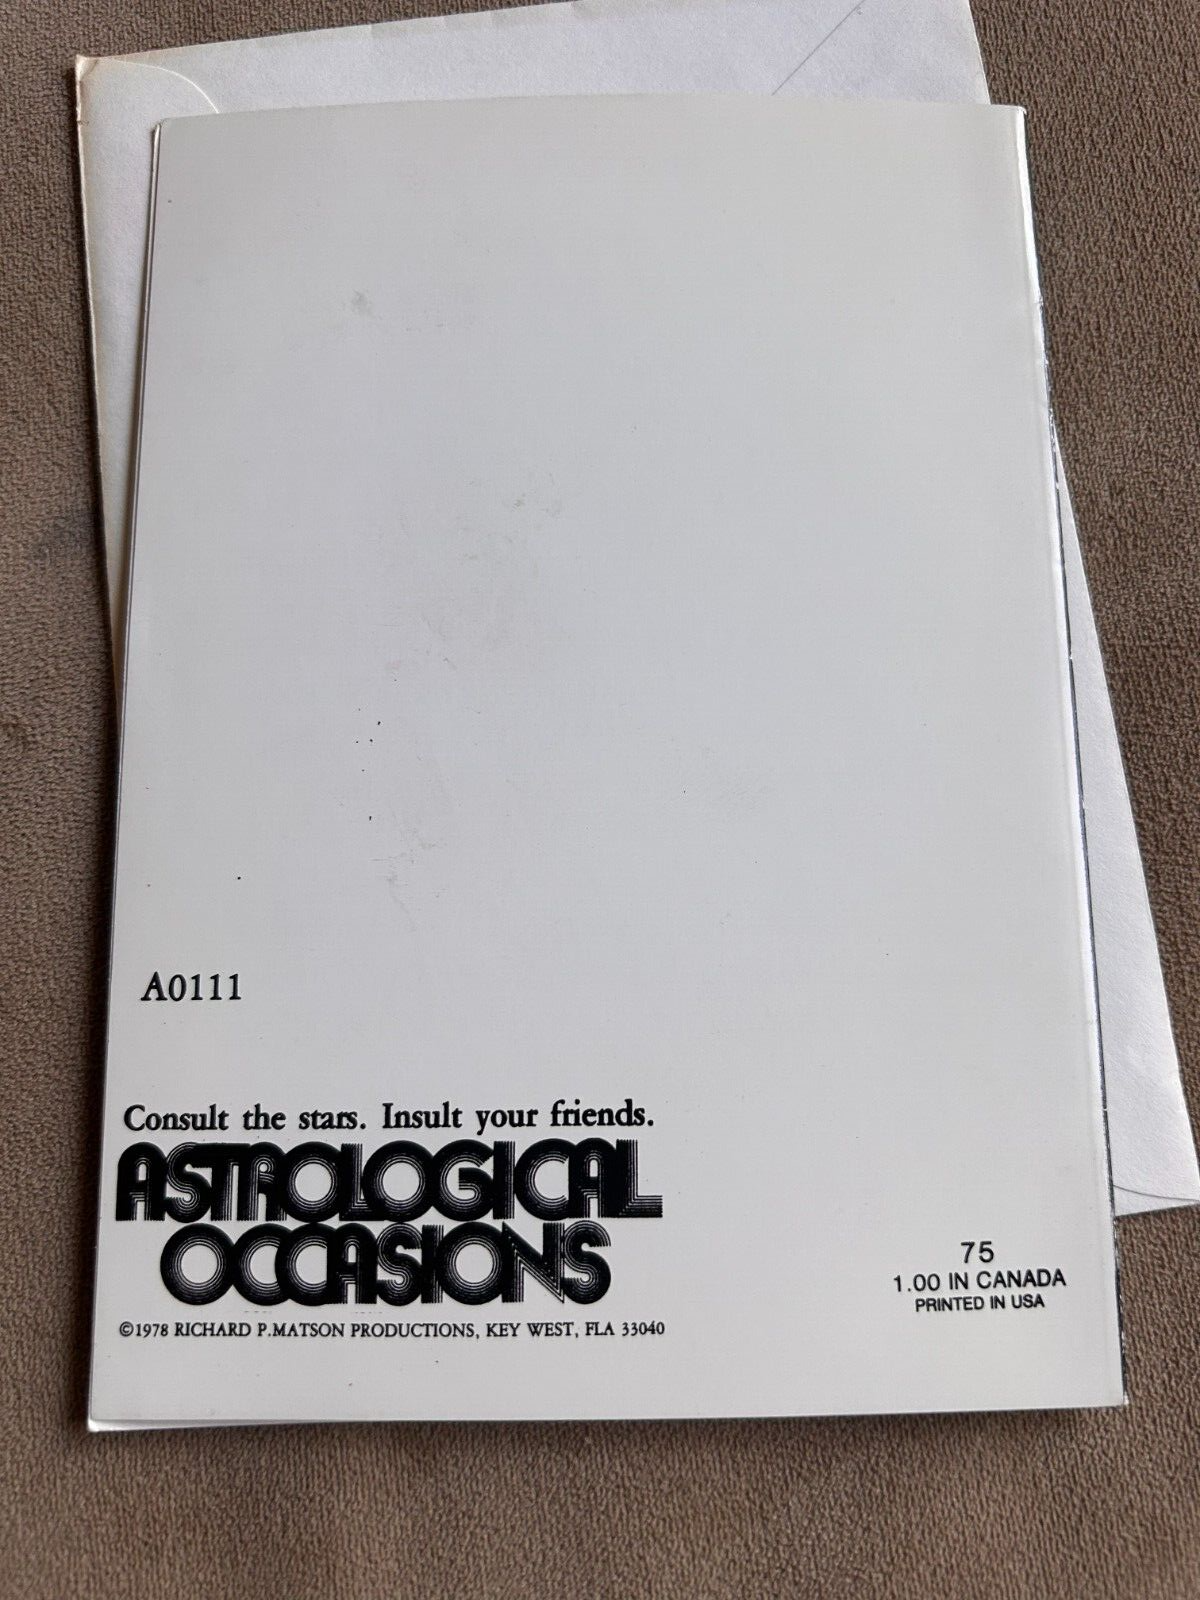 A0111
Consult the stars. Insult your friends.
ASTROLOGICAL
OCCASIONS
©1978 RICHARD P.MATSON PRODUCTIONS, KEY WEST, FLA 33040
75
1.00 IN CANADA
PRINTED IN USA